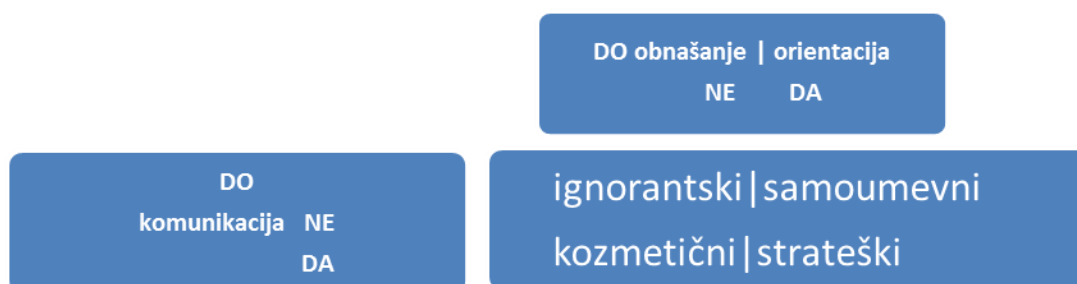 DO obnašanje | orientacija
NE DA
DO
komunikacija NE
DA
ignorantski|samoumevni
kozmetični|strateški